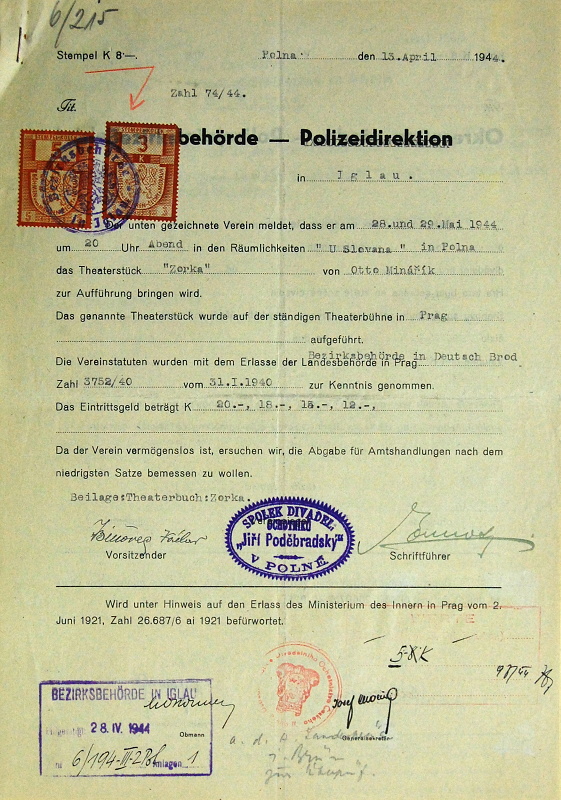 6/215
Stempel K 8·—. Polna den 13.April 1944.
Zahl 74/44.
Tit.
behörde — Polizeidirektion
in Iglau.
Der unten gezeichnete Verein meldet, dass er am 28.und 29.Mai 1944
um 20 Uhr Abend in den Räumlichkeiten "U Slovana" in Polna
das Theaterstück "Zorka" von Otto Minářik
zur Aufführung bringen wird.
Das genannte Theaterstück wurde auf der ständigen Theaterbühne in Prag
aufgeführt.
Bezirksbehörde in Deutsch Brod
Die Vereinstatuten wurden mit dem Erlasse der Landesbehörde in Prag
Zahl 3752/40 vom 31.I.1940 zur Kenntnis genommen.
Das Eintrittsgeld beträgt K 20.-, 18.-, 15.-, 12.-,
Da der Verein vermögenslos ist, ersuchen wir, die Abgabe für Amtshandlungen nach dem
niedrigsten Satze bemessen zu wollen.
Beilage:Theaterbuch:Zorka.
SPOLEK DIVADEL.
OCHOTNÍKŮ
„Jiří Poděbradský"
V POLNÉ
Vorsitzender Schriftführer
Wird unter Hinweis auf den Erlass des Ministerium des Innern in Prag vom 2.
Juni 1921, Zahl 26.687/6 ai 1921 befürwortet.
BEZIRKSBEHÖRDE IN IGLAU
28.IV.1944
Obmann
6/194-III-2
Anlagen 1
Generalsekretär
a. d.